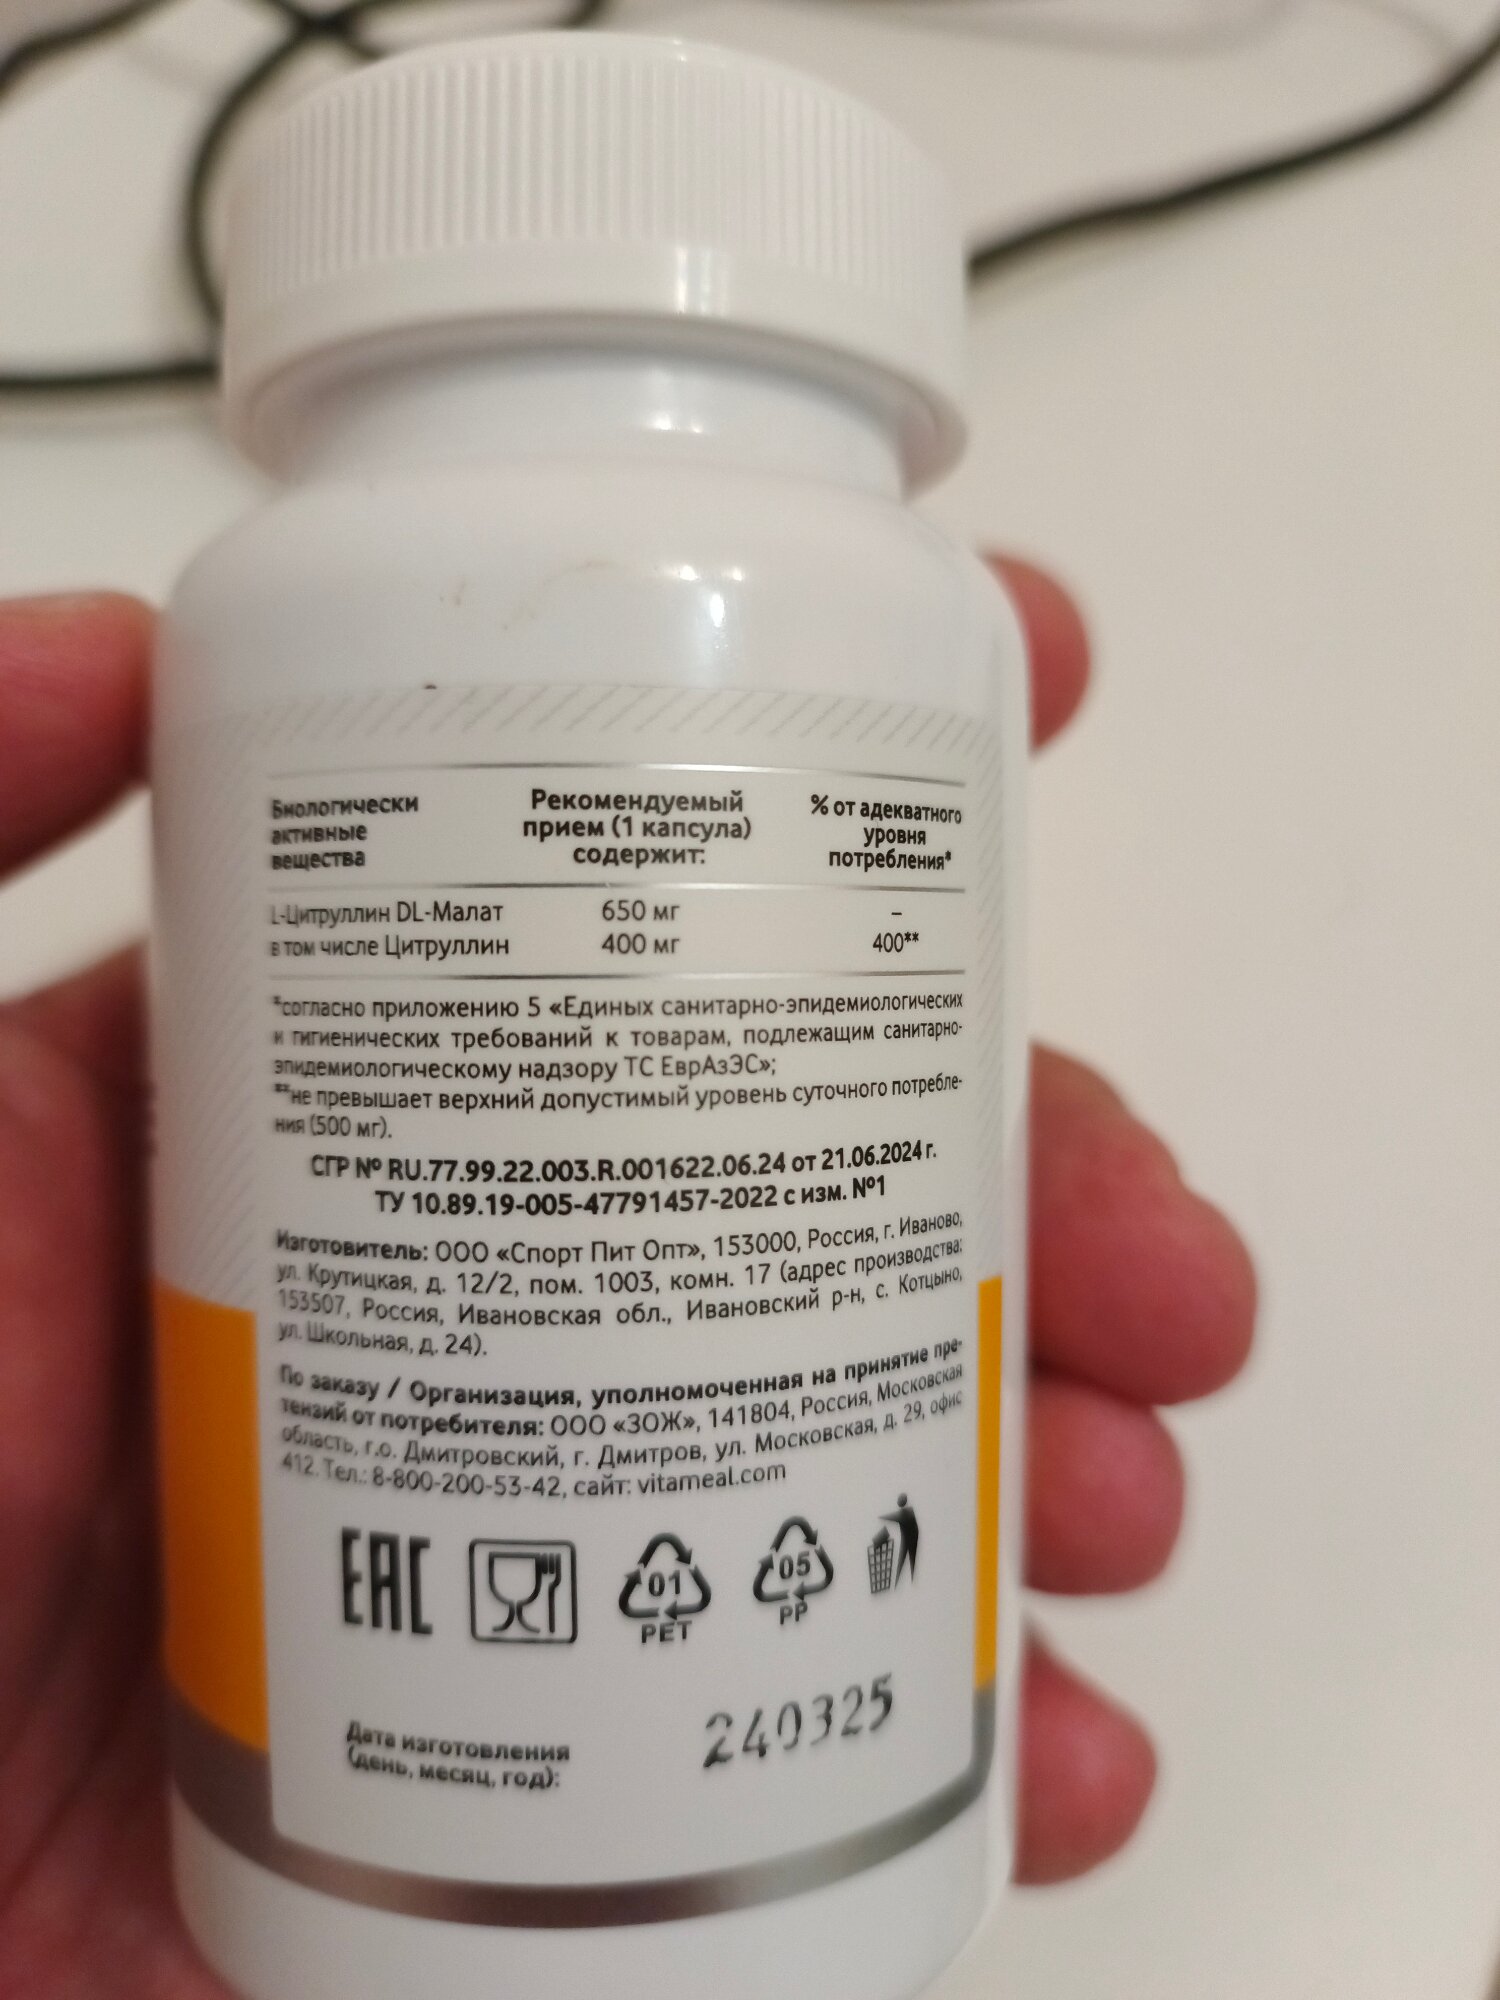 Биологически
активные
вещества
Рекомендуемый
прием (1 капсула)
содержит:
% от адекватного
уровня
потребления*
L-Цитруллин DL-Малат 650 мг –
в том числе Цитруллин 400 мг 400**
*согласно приложению 5 «Единых санитарно-эпидемиологических
и гигиенических требований к товарам, подлежащим санитарно-
эпидемиологическому надзору ТС ЕврАзЭС»;
**не превышает верхний допустимый уровень суточного потребле-
ния (500 мг).
СГР № RU.77.99.22.003.R.001622.06.24 от 21.06.2024 г.
ТУ 10.89.19-005-47791457-2022 с изм. №1
Изготовитель: ООО «Спорт Пит Опт», 153000, Россия, г. Иваново,
ул. Крутицкая, д. 12/2, пом. 1003, комн. 17 (адрес производства:
153507, Россия, Ивановская обл., Ивановский р-н, с. Котцыно,
ул. Школьная, д. 24).
По заказу / Организация, уполномоченная на принятие пре-
тензий от потребителя: ООО «ЗОЖ», 141804, Россия, Московская
область, г.о. Дмитровский, г. Дмитров, ул. Московская, д. 29, офис
412. Тел.: 8-800-200-53-42, сайт: vitameal.com
EAC
01
PET
05
PP
Дата изготовления
(день, месяц, год):
240325